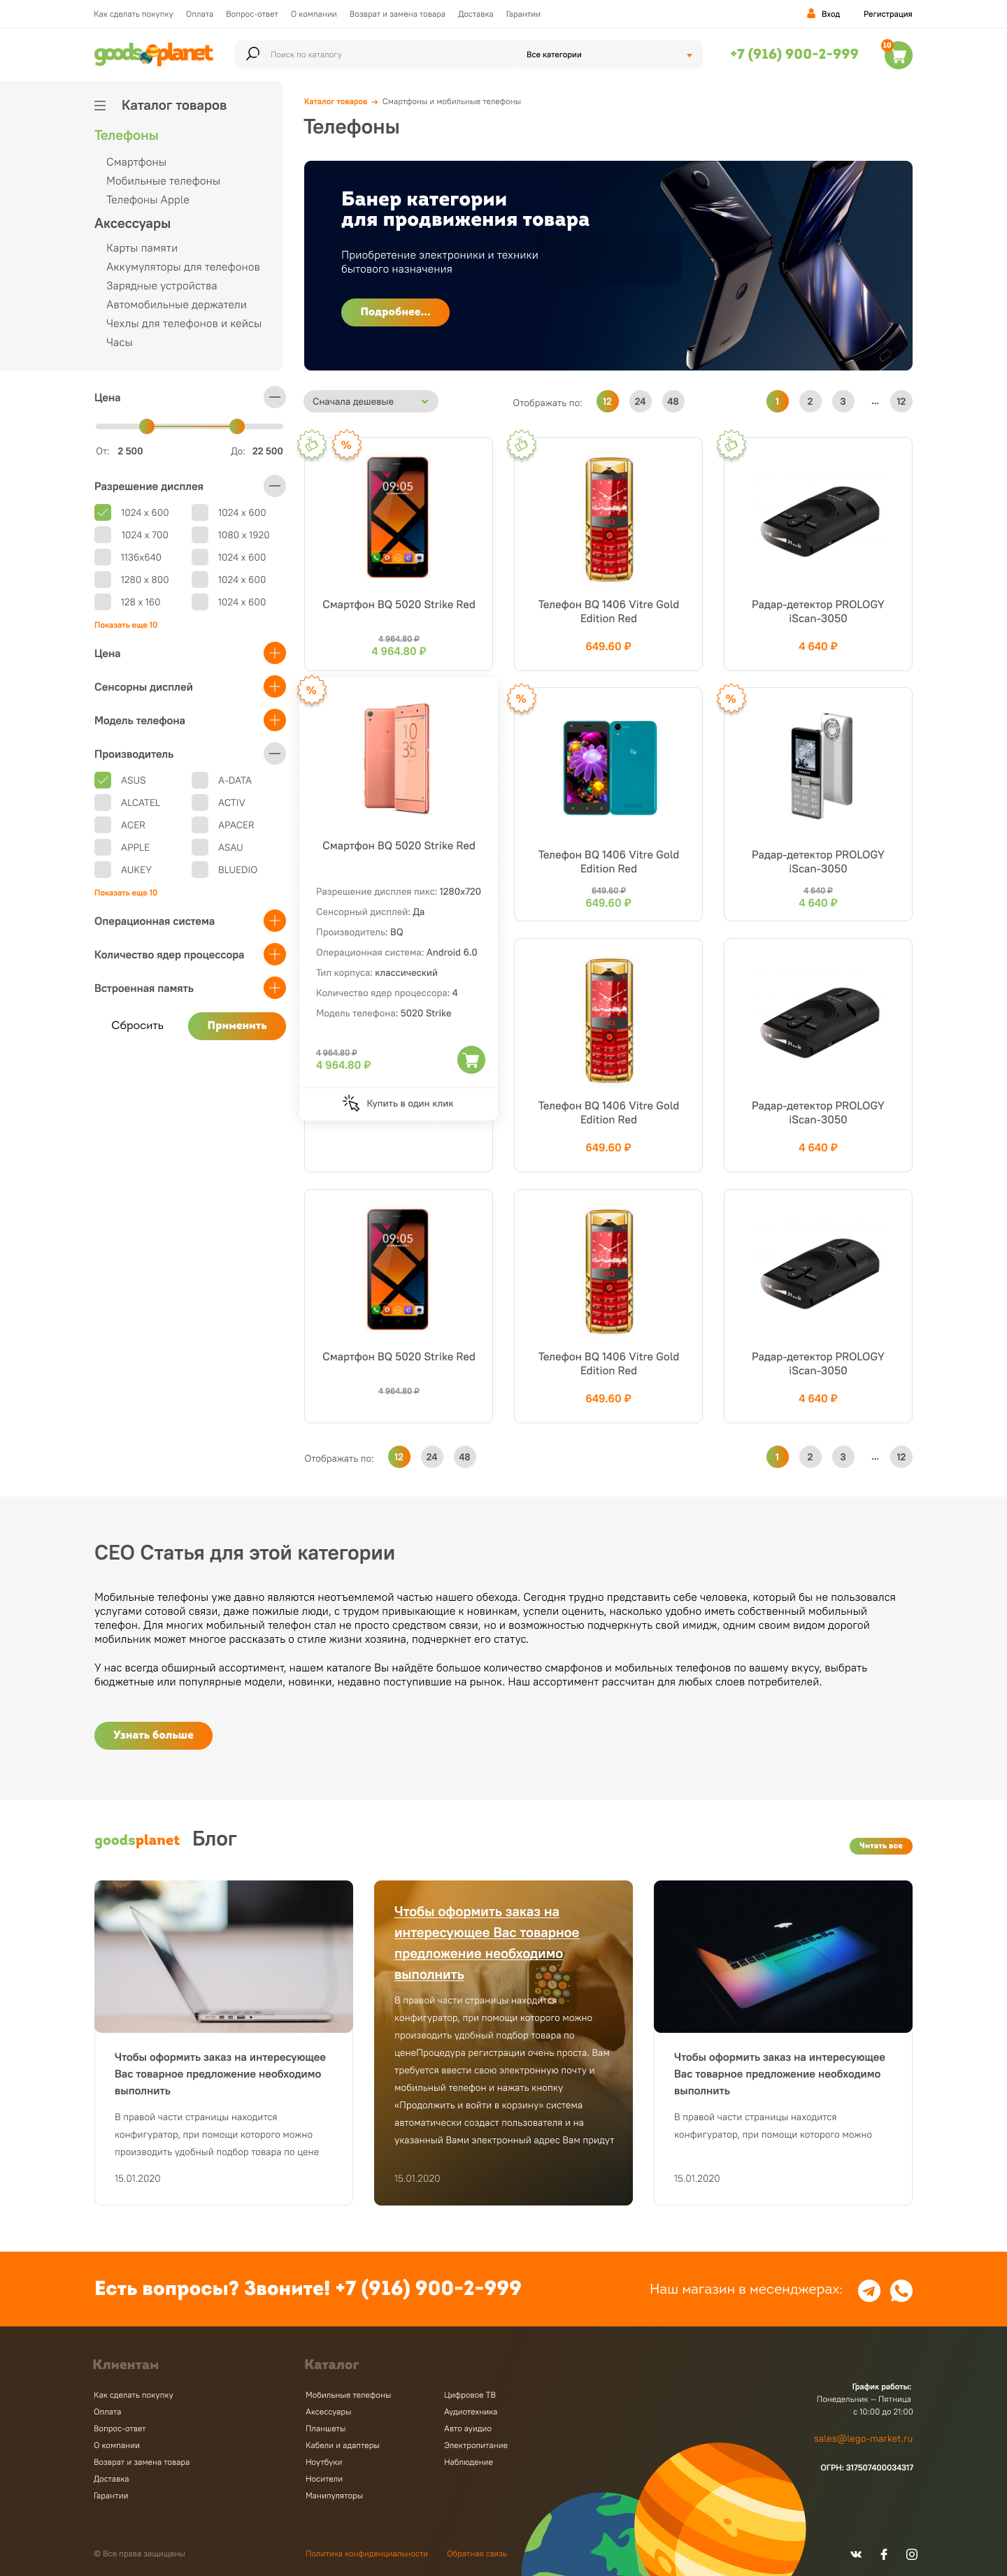 Как сделать покупку Оплата Вопрос-ответ О компании Возврат и замена товара Доставка Гарантии Вход Регистрация
goodsplanet Поиск по каталогу Все категории +7 (916) 900-2-999 10
Каталог товаров
Телефоны
Смартфоны
Мобильные телефоны
Телефоны Apple
Аксессуары
Карты памяти
Аккумуляторы для телефонов
Зарядные устройства
Автомобильные держатели
Чехлы для телефонов и кейсы
Часы
Каталог товаров Смартфоны и мобильные телефоны
Телефоны
Банер категории
для продвижения товара
Приобретение электроники и техники
бытового назначения
Подробнее...
Цена
От: 2 500 До: 22 500
Разрешение дисплея
1024 x 600 1024 x 600
1024 x 700 1080 x 1920
1136x640 1024 x 600
1280 x 800 1024 x 600
128 x 160 1024 x 600
Показать еще 10
Цена
Сенсорны дисплей
Модель телефона
Производитель
ASUS A-DATA
ALCATEL ACTIV
ACER APACER
APPLE ASAU
AUKEY BLUEDIO
Показать еще 10
Операционная система
Количество ядер процессора
Встроенная память
Сбросить Применить
Сначала дешевые Отображать по: 12 24 48 1 2 3 ... 12
%
09:05
Смартфон BQ 5020 Strike Red
4 964.80 ₽
4 964.80 ₽
Телефон BQ 1406 Vitre Gold
Edition Red
649.60 ₽
Радар-детектор PROLOGY
iScan-3050
4 640 ₽
%
10
35
Смартфон BQ 5020 Strike Red
Разрешение дисплея пикс: 1280x720
Сенсорный дисплей: Да
Производитель: BQ
Операционная система: Android 6.0
Тип корпуса: классический
Количество ядер процессора: 4
Модель телефона: 5020 Strike
4 964.80 ₽
4 964.80 ₽
Купить в один клик
%
Телефон BQ 1406 Vitre Gold
Edition Red
649.60 ₽
649.60 ₽
%
Радар-детектор PROLOGY
iScan-3050
4 640 ₽
4 640 ₽
Телефон BQ 1406 Vitre Gold
Edition Red
649.60 ₽
Радар-детектор PROLOGY
iScan-3050
4 640 ₽
09:05
Смартфон BQ 5020 Strike Red
4 964.80 ₽
Телефон BQ 1406 Vitre Gold
Edition Red
649.60 ₽
Радар-детектор PROLOGY
iScan-3050
4 640 ₽
Отображать по: 12 24 48 1 2 3 ... 12
СЕО Статья для этой категории
Мобильные телефоны уже давно являются неотъемлемой частью нашего обехода. Сегодня трудно представить себе человека, который бы не пользовался
услугами сотовой связи, даже пожилые люди, с трудом привыкающие к новинкам, успели оценить, насколько удобно иметь собственный мобильный
телефон. Для многих мобильный телефон стал не просто средством связи, но и возможностью подчеркнуть свой имидж, одним своим видом дорогой
мобильник может многое рассказать о стиле жизни хозяина, подчеркнет его статус.
У нас всегда обширный ассортимент, нашем каталоге Вы найдёте большое количество смарфонов и мобильных телефонов по вашему вкусу, выбрать
бюджетные или популярные модели, новинки, недавно поступившие на рынок. Наш ассортимент рассчитан для любых слоев потребителей.
Узнать больше
goodsplanet Блог Читать все
Чтобы оформить заказ на интересующее
Вас товарное предложение необходимо
выполнить
В правой части страницы находится
конфигуратор, при помощи которого можно
производить удобный подбор товара по цене
15.01.2020
Чтобы оформить заказ на
интересующее Вас товарное
предложение необходимо
выполнить
В правой части страницы находится
конфигуратор, при помощи которого можно
производить удобный подбор товара по
ценеПроцедура регистрации очень проста. Вам
требуется ввести свою электронную почту и
мобильный телефон и нажать кнопку
«Продолжить и войти в корзину» система
автоматически создаст пользователя и на
указанный Вами электронный адрес Вам придут
15.01.2020
Чтобы оформить заказ на интересующее
Вас товарное предложение необходимо
выполнить
В правой части страницы находится
конфигуратор, при помощи которого можно
15.01.2020
Есть вопросы? Звоните! +7 (916) 900-2-999 Наш магазин в месенджерах:
Клиентам
Как сделать покупку
Оплата
Вопрос-ответ
О компании
Возврат и замена товара
Доставка
Гарантии
Каталог
Мобильные телефоны
Аксессуары
Планшеты
Кабели и адаптеры
Ноутбуки
Носители
Манипуляторы
Цифровое ТВ
Аудиотехника
Авто ауидио
Электропитание
Наблюдение
График работы:
Понедельник — Пятница
с 10:00 до 21:00
sales@lego-market.ru
ОГРН: 317507400034317
© Все права защищены Политика конфиденциальности Обратная связь